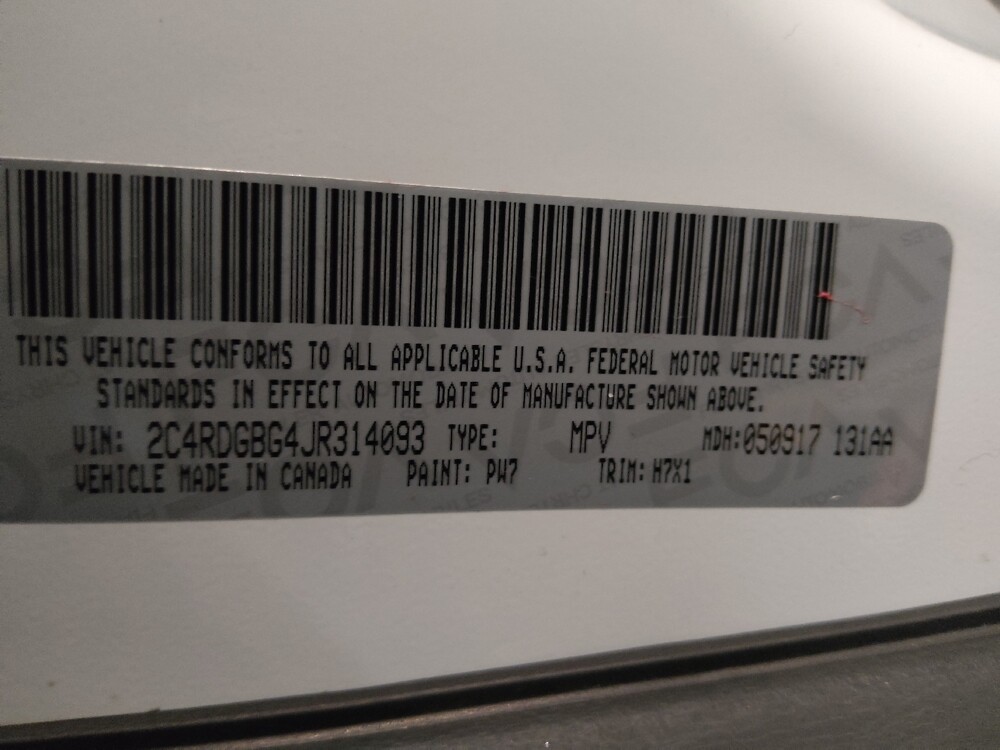 THIS VEHICLE CONFORMS TO ALL APPLICABLE U.S.A. FEDERAL MOTOR VEHICLE SAFETY
STANDARDS IN EFFECT ON THE DATE OF MANUFACTURE SHOWN ABOVE.
VIN: 2C4RDGBG4JR314093 TYPE: MPV MDH:050917 131AA
VEHICLE MADE IN CANADA PAINT: PW7 TRIM: H7X1